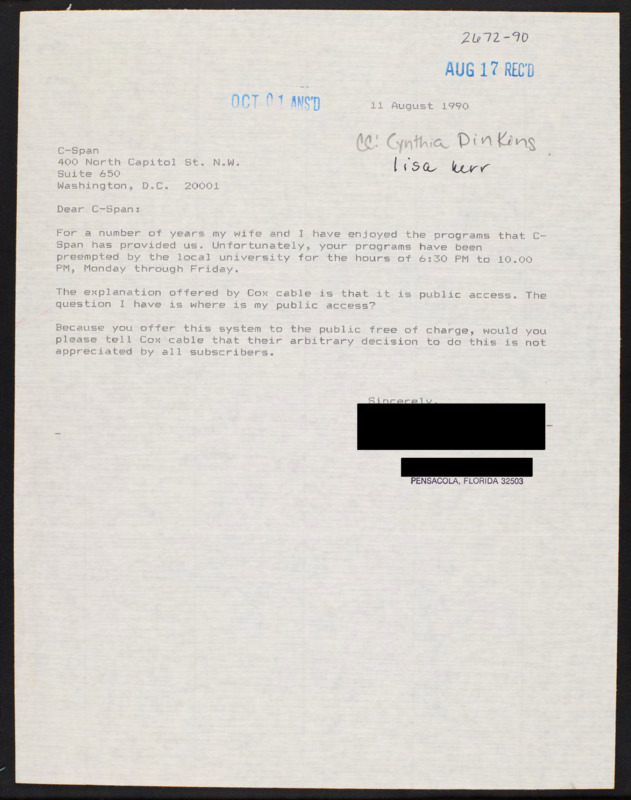 2672-90
AUG 17 REC'D
OCT 01 ANS'D
11 August 1990
CC: Cynthia Dinkins
lisa kerr
C-Span
400 North Capitol St. N.W.
Suite 650
Washington, D.C. 20001
Dear C-Span:
For a number of years my wife and I have enjoyed the programs that C-
Span has provided us. Unfortunately, your programs have been
preempted by the local university for the hours of 6:30 PM to 10.00
PM, Monday through Friday.
The explanation offered by Cox cable is that it is public access. The
question I have is where is my public access?
Because you offer this system to the public free of charge, would you
please tell Cox cable that their arbitrary decision to do this is not
appreciated by all subscribers.
Sincerely,
PENSACOLA, FLORIDA 32503